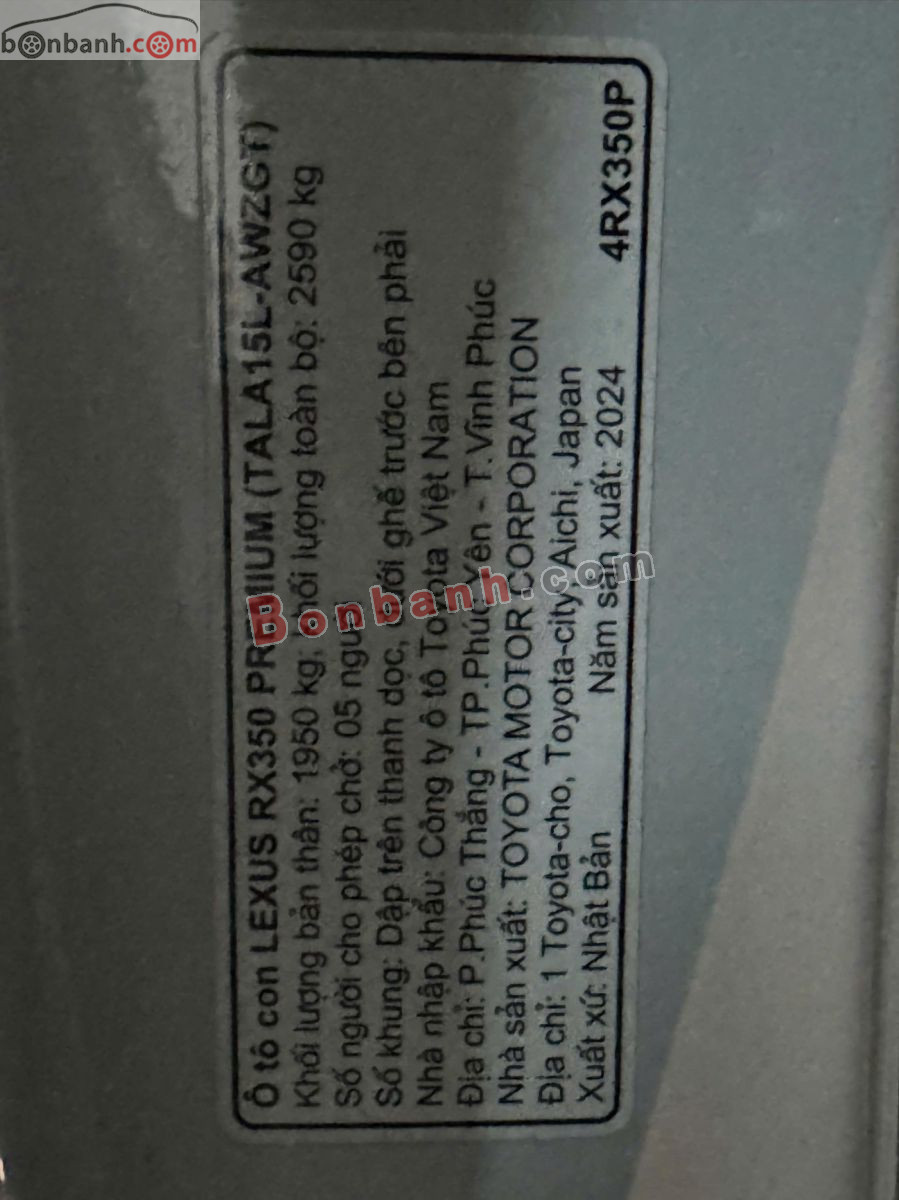 bonbanh.com
Ô tô con LEXUS RX350 PREMIUM (TALA15L-AWZGT)
Khối lượng bản thân: 1950 kg; khối lượng toàn bộ: 2590 kg
Số người cho phép chở: 05 người
Số khung: Dập trên thanh dọc, dưới ghế trước bên phải
Nhà nhập khẩu: Công ty ô tô Toyota Việt Nam
Địa chỉ: P.Phúc Thắng - TP.Phúc Yên - T.Vĩnh Phúc
Nhà sản xuất: TOYOTA MOTOR CORPORATION
Địa chỉ: 1 Toyota-cho, Toyota-city, Aichi, Japan
Xuất xứ: Nhật Bản Năm sản xuất: 2024 4RX350P
Bonbanh.com